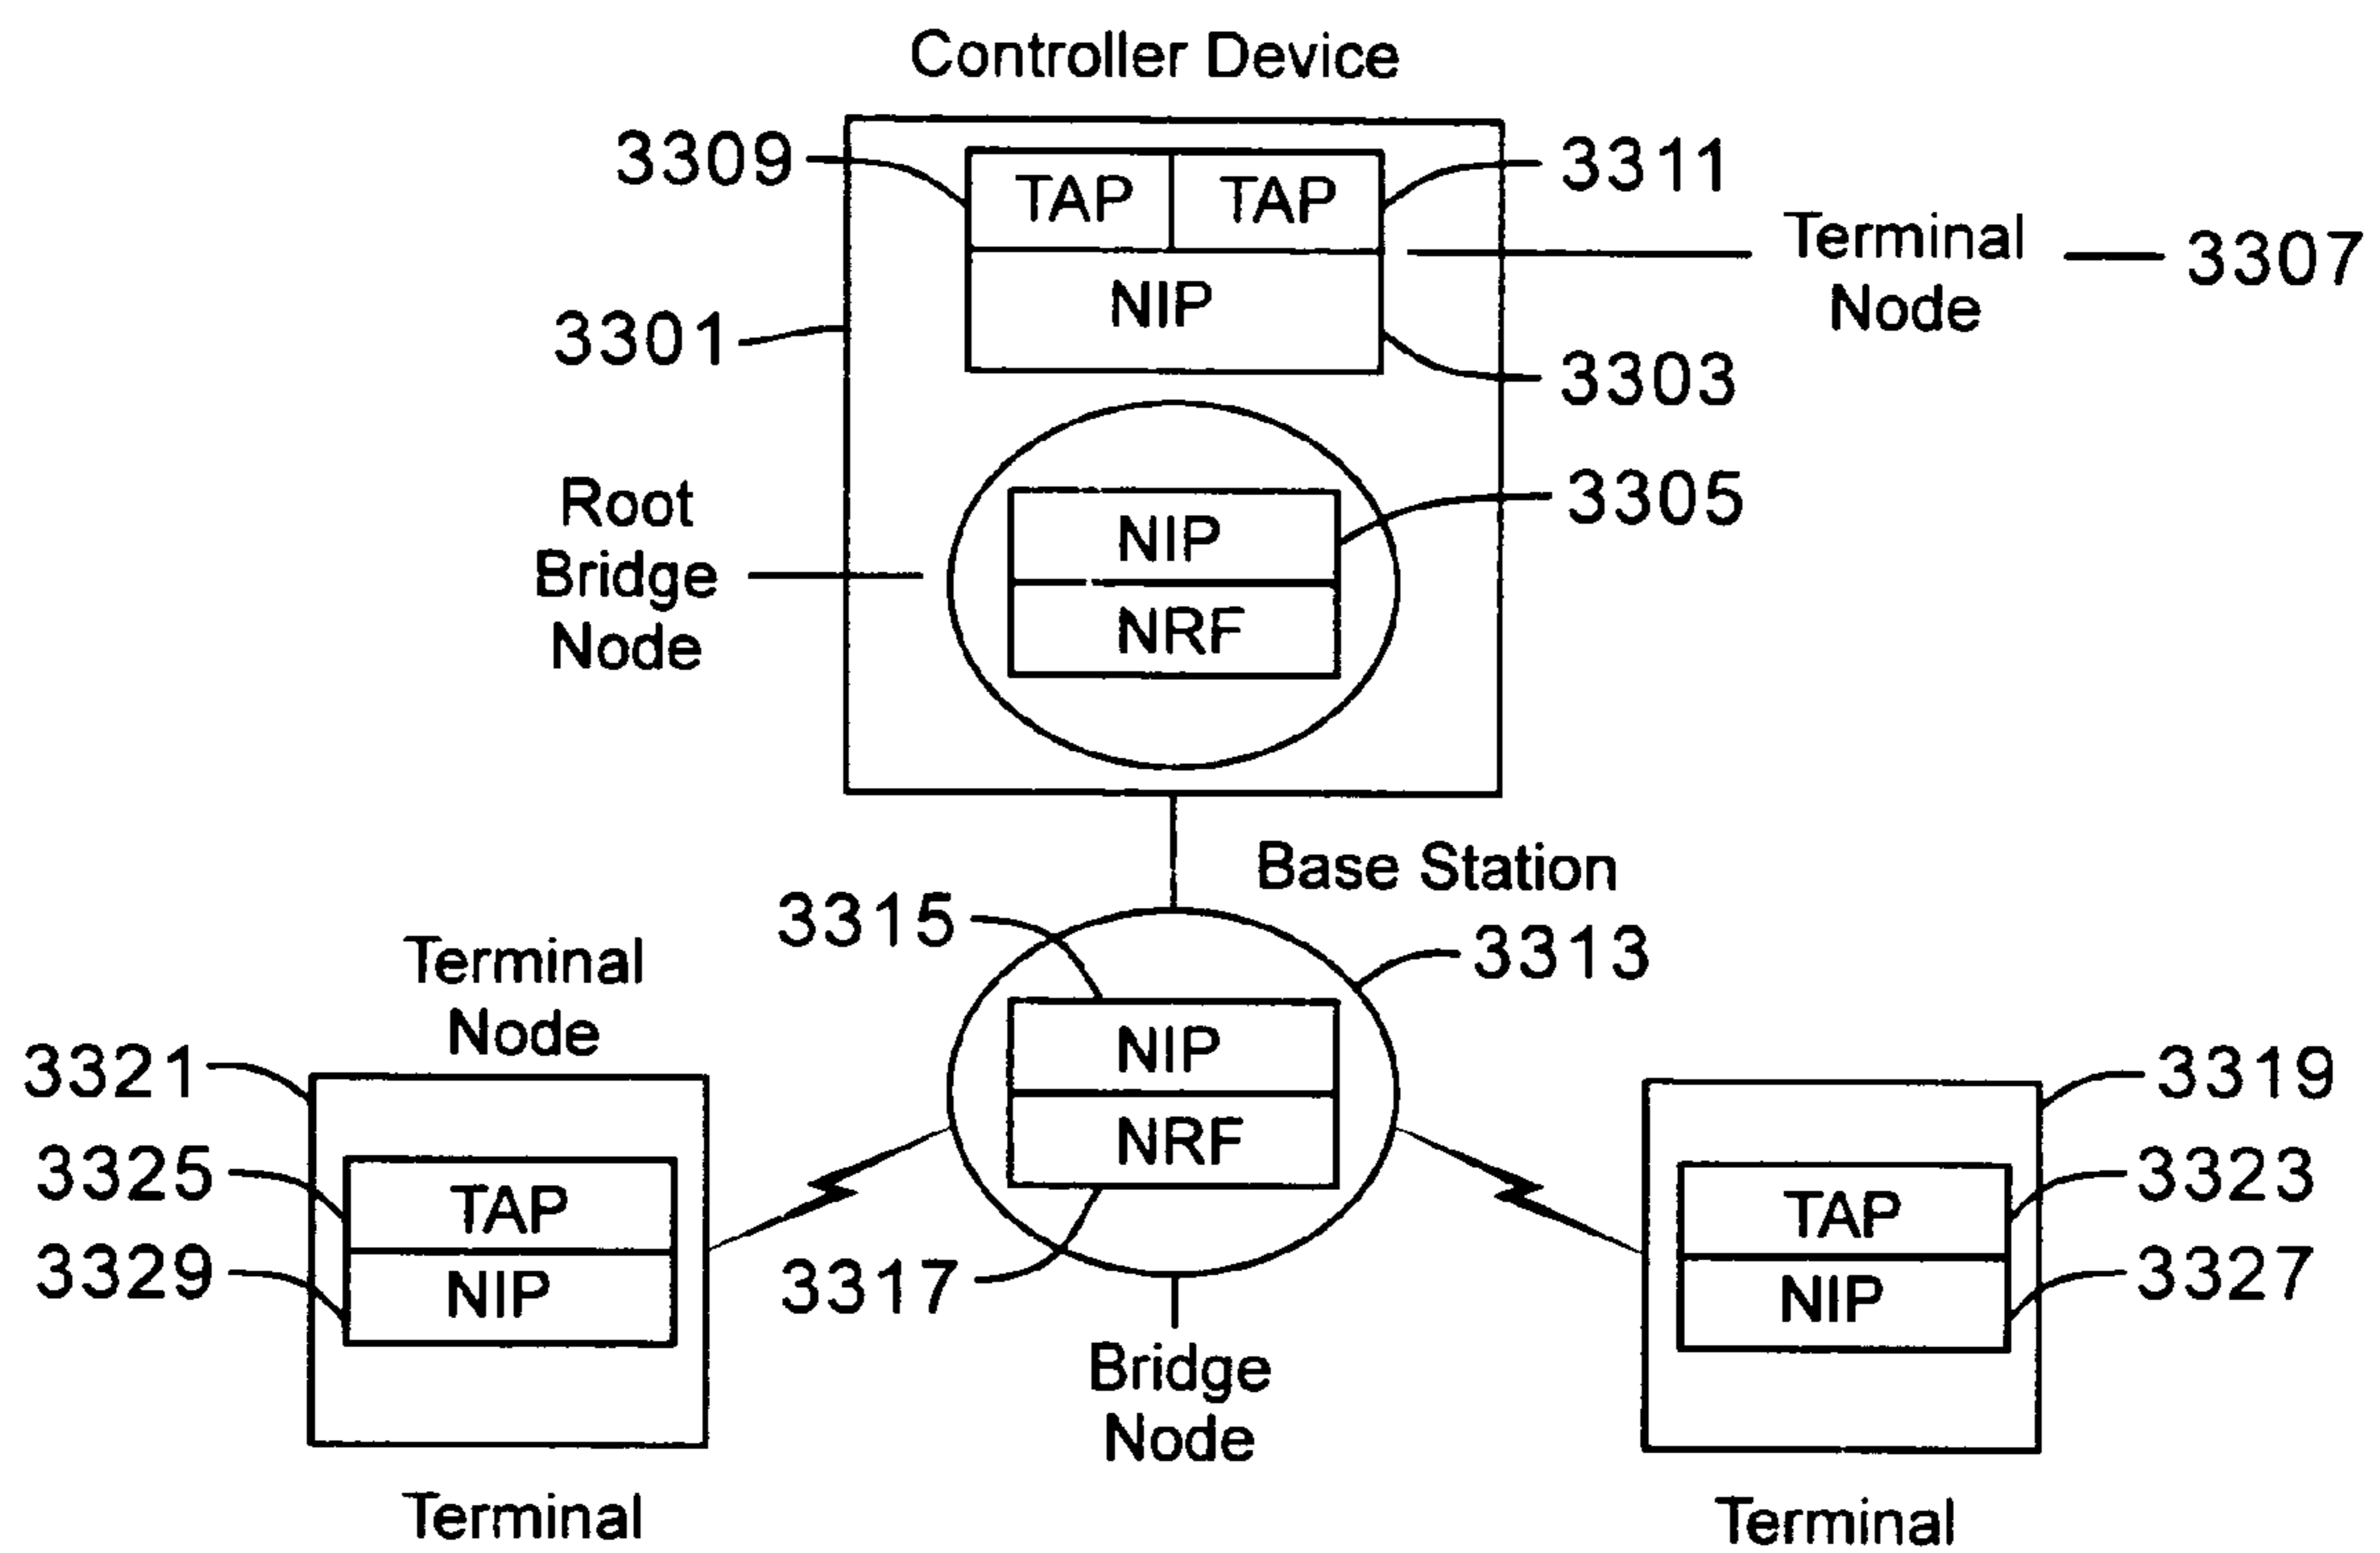 Controller Device
3309
TAP
TAP
3311
Terminal
Node
3307
NIP
3301
3303
Root
Bridge
Node
NIP
NRF
3305
Base Station
3315
3313
NIP
NRF
3317
Bridge
Node
Terminal
Node
3321
3325
TAP
3329
NIP
Terminal
3319
TAP
3323
NIP
3327
Terminal